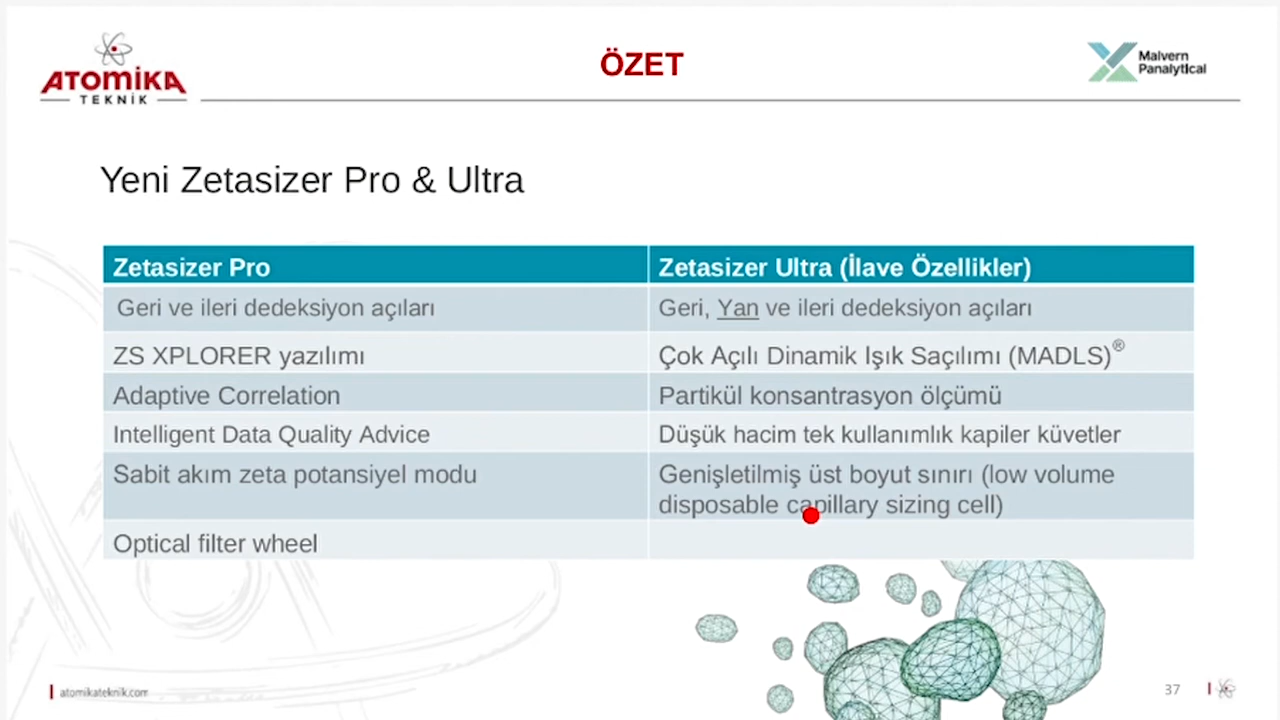 ATOMİKA
TEKNİK
ÖZET
Malvern
Panalytical
Yeni Zetasizer Pro & Ultra
Zetasizer Pro
Zetasizer Ultra (İlave Özellikler)
Geri ve ileri dedeksiyon açıları
Geri, Yan ve ileri dedeksiyon açıları
ZS XPLORER yazılımı
Çok Açılı Dinamik Işık Saçılımı (MADLS)®
Adaptive Correlation
Partikül konsantrasyon ölçümü
Intelligent Data Quality Advice
Düşük hacim tek kullanımlık kapiler küvetler
Sabit akım zeta potansiyel modu
Genişletilmiş üst boyut sınırı (low volume
disposable capillary sizing cell)
Optical filter wheel
atomikateknik.com
37